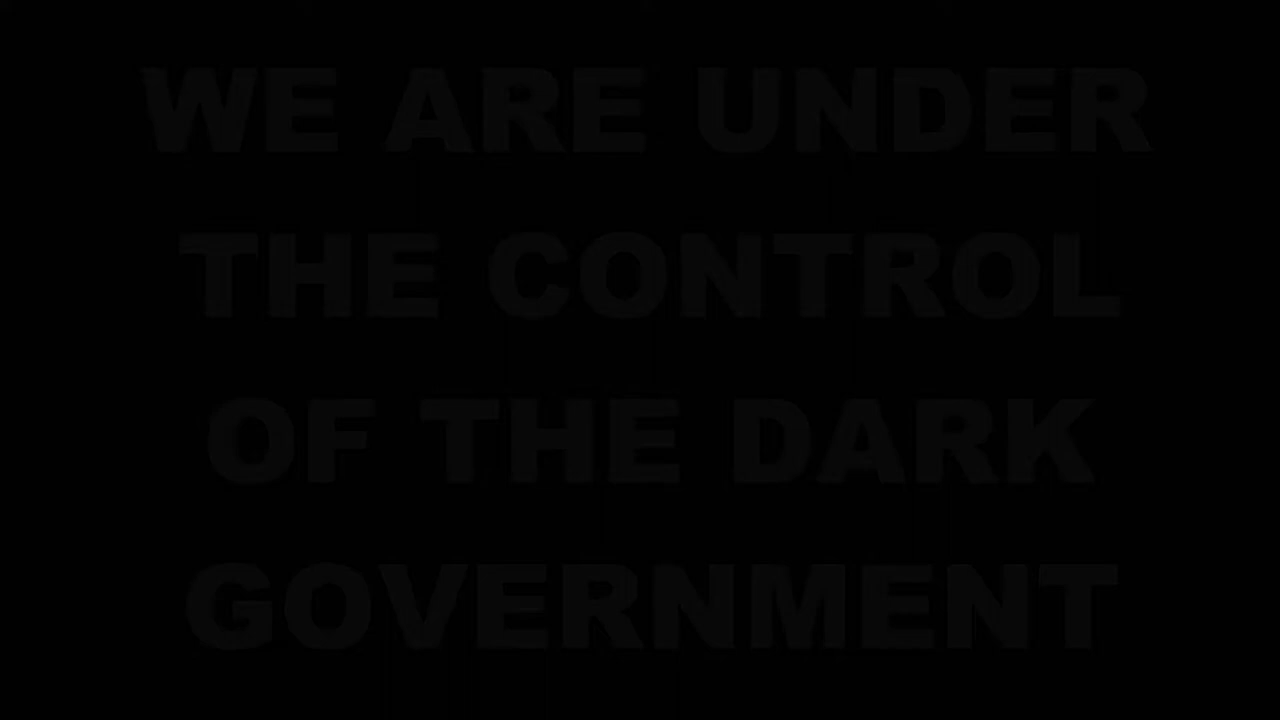 WE ARE UNDER
THE CONTROL
OF THE DARK
GOVERNMENT